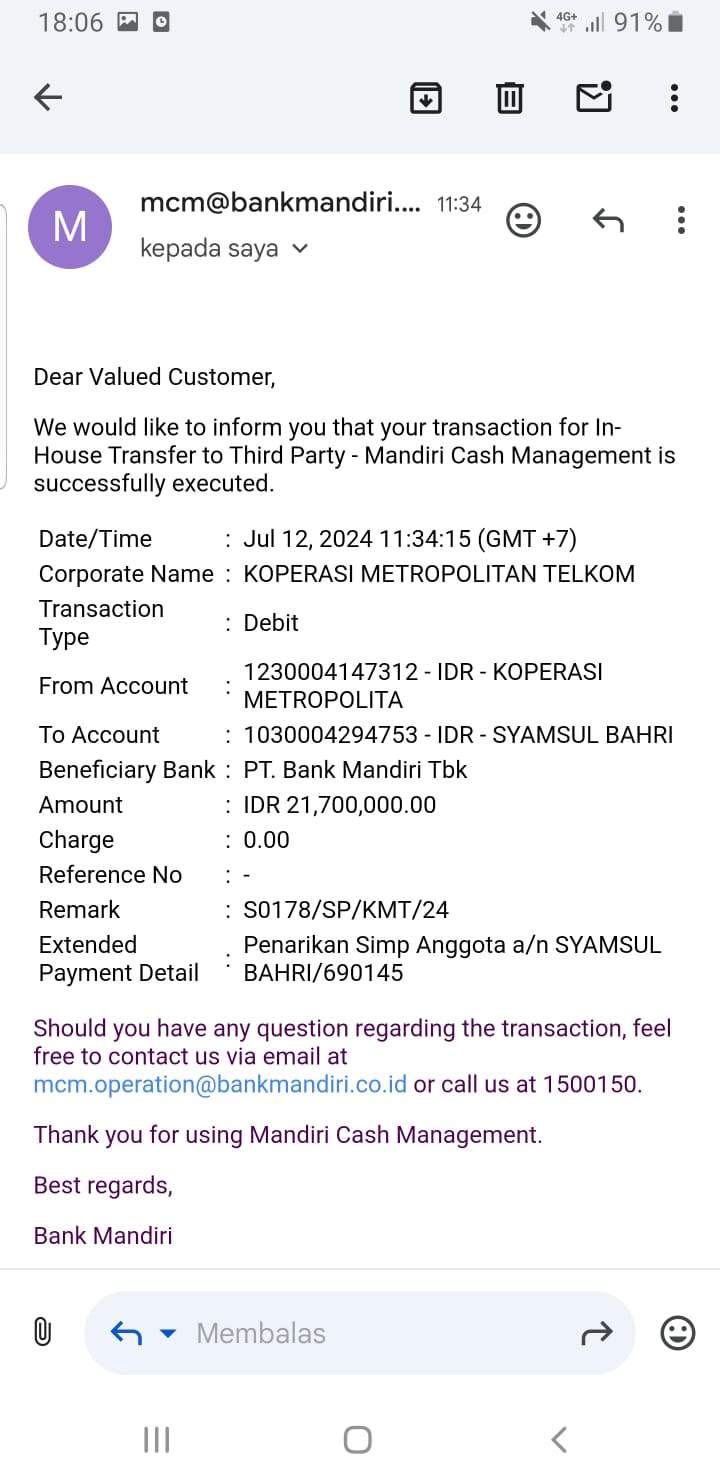 18:06
4G+
91%
M
mcm@bankmandiri.... 11:34
kepada saya
Dear Valued Customer,
We would like to inform you that your transaction for In-
House Transfer to Third Party - Mandiri Cash Management is
successfully executed.
Date/Time : Jul 12, 2024 11:34:15 (GMT +7)
Corporate Name : KOPERASI METROPOLITAN TELKOM
Transaction
Type : Debit
From Account : 1230004147312 - IDR - KOPERASI
METROPOLITA
To Account : 1030004294753 - IDR - SYAMSUL BAHRI
Beneficiary Bank : PT. Bank Mandiri Tbk
Amount : IDR 21,700,000.00
Charge : 0.00
Reference No : -
Remark : S0178/SP/KMT/24
Extended : Penarikan Simp Anggota a/n SYAMSUL
Payment Detail BAHRI/690145
Should you have any question regarding the transaction, feel
free to contact us via email at
mcm.operation@bankmandiri.co.id or call us at 1500150.
Thank you for using Mandiri Cash Management.
Best regards,
Bank Mandiri
Membalas